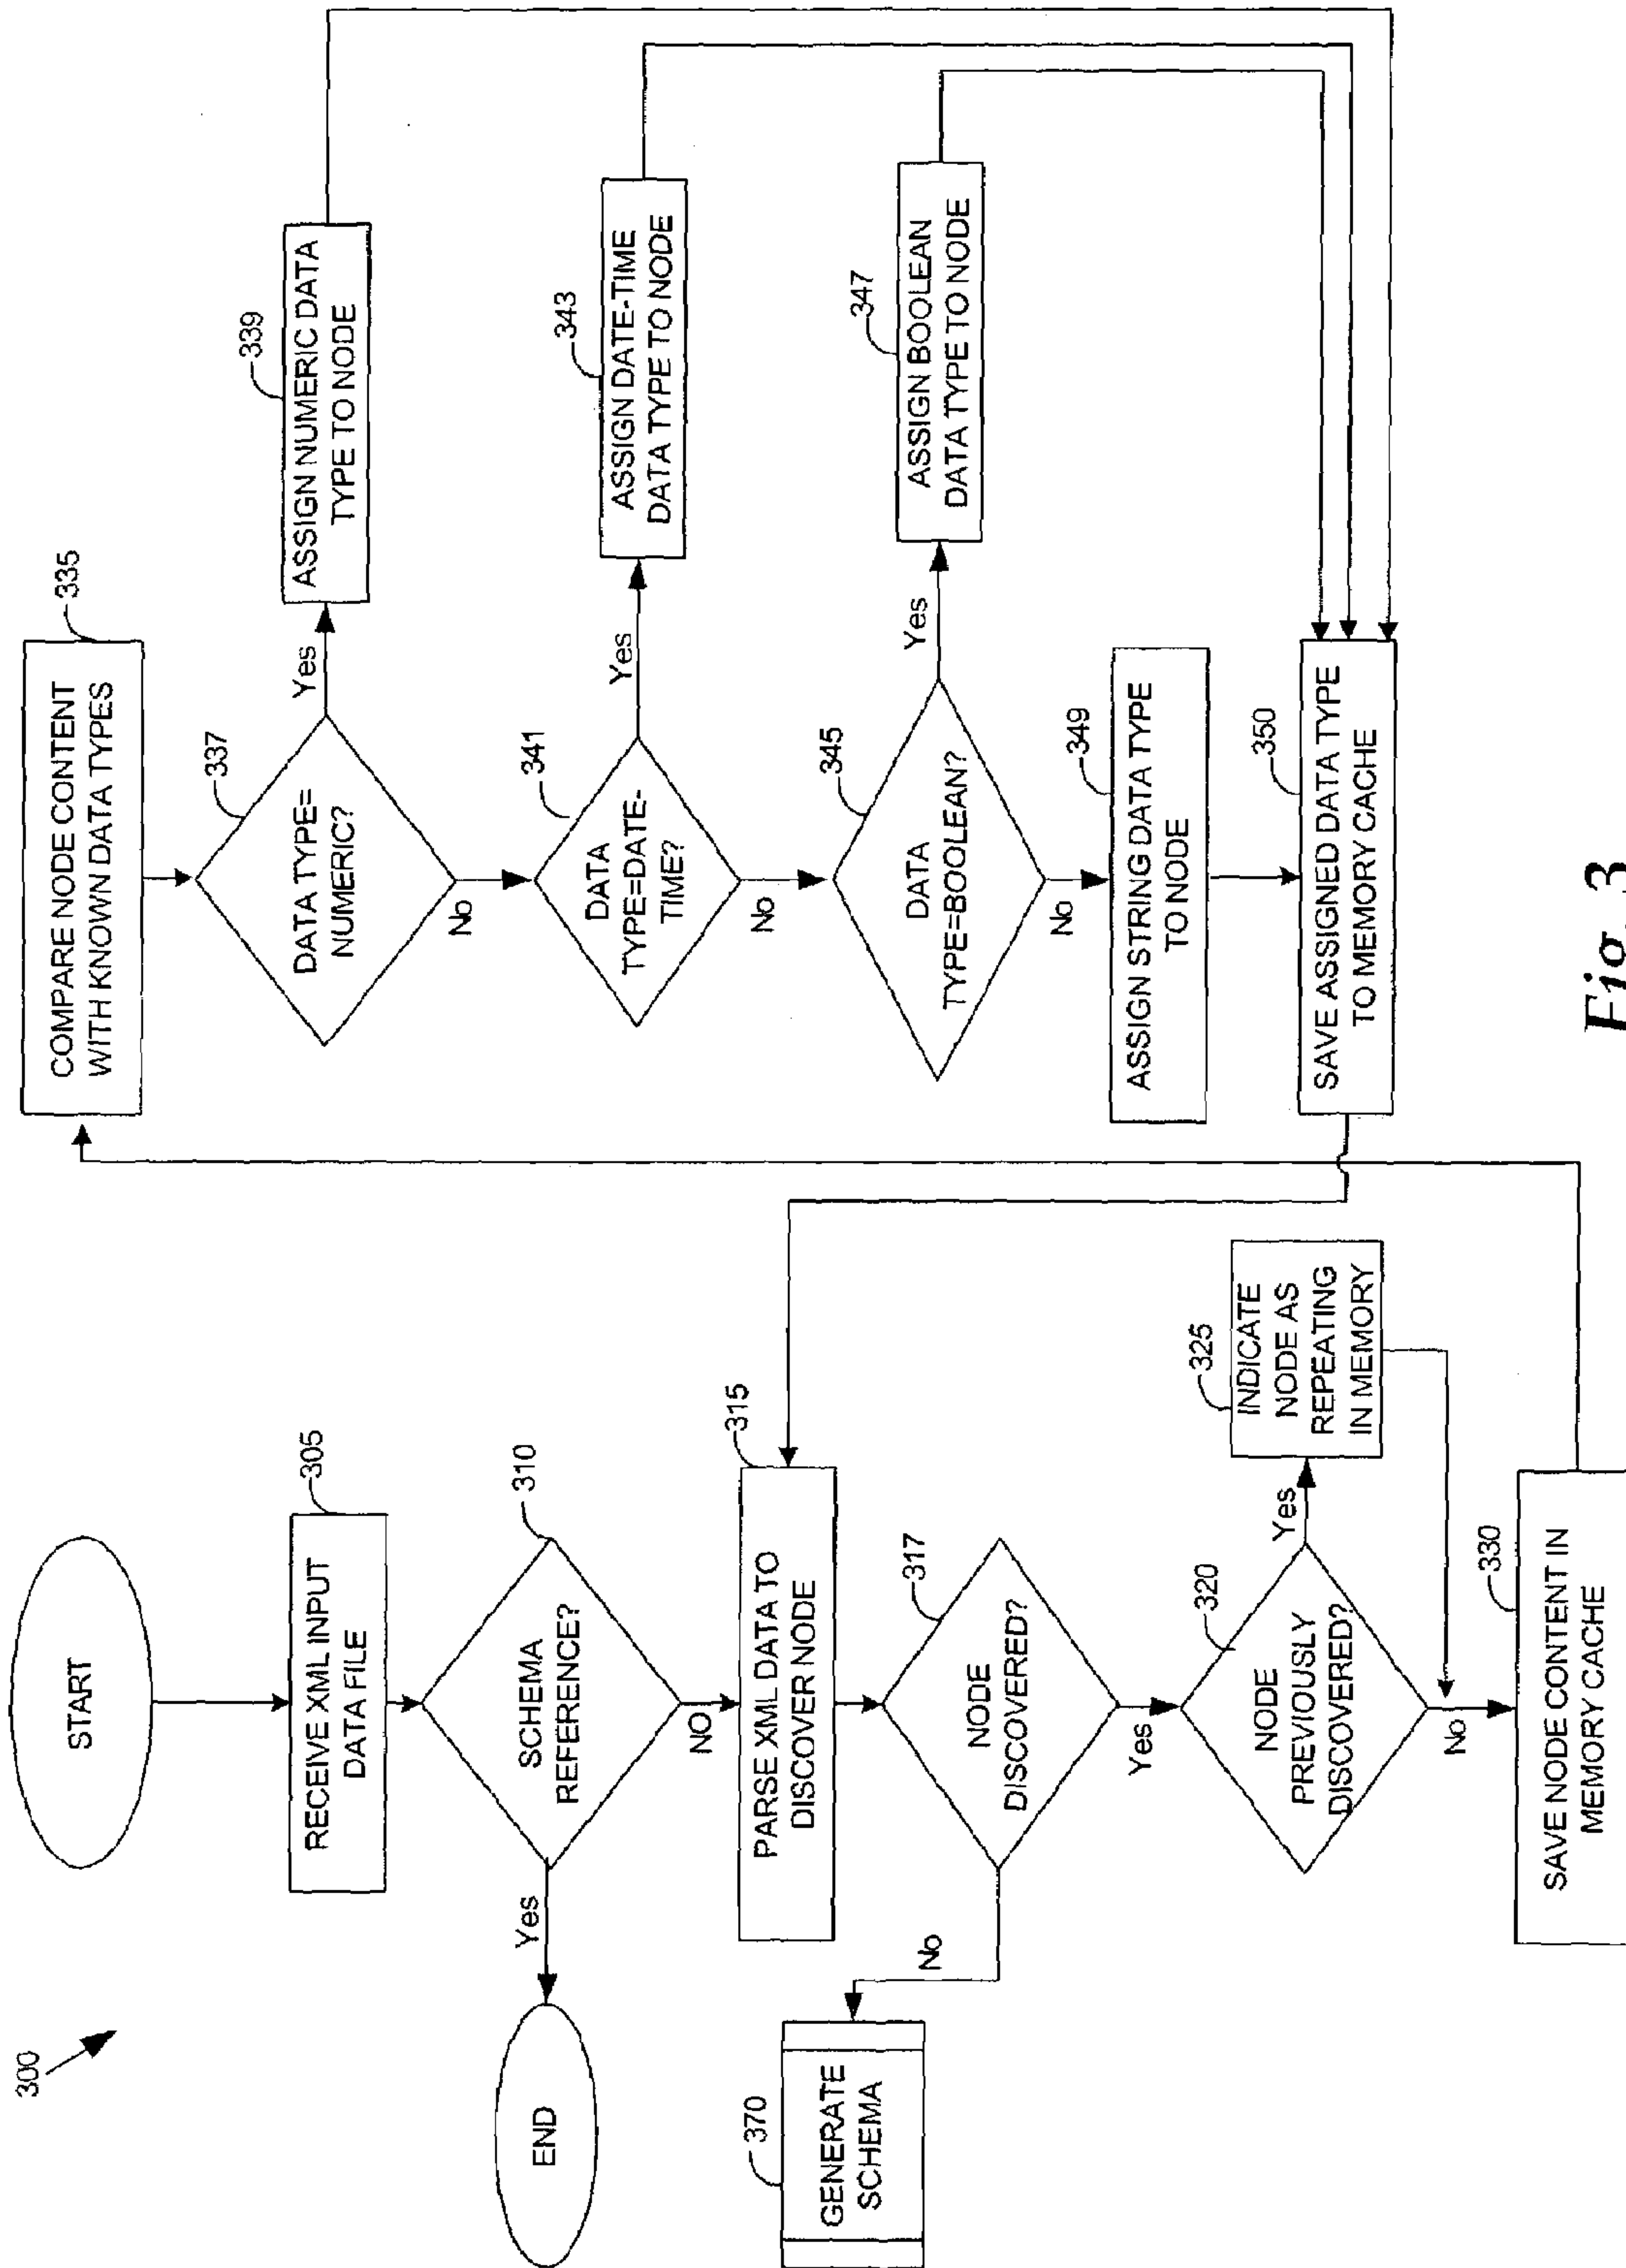 300
START
RECEIVE XML INPUT
DATA FILE
305
SCHEMA
REFERENCE?
310
Yes
END
NO
PARSE XML DATA TO
DISCOVER NODE
315
NODE
DISCOVERED?
317
No
GENERATE
SCHEMA
370
Yes
NODE
PREVIOUSLY
DISCOVERED?
320
Yes
INDICATE
NODE AS
REPEATING
IN MEMORY
325
No
SAVE NODE CONTENT IN
MEMORY CACHE
330
COMPARE NODE CONTENT
WITH KNOWN DATA TYPES
335
DATA TYPE=
NUMERIC?
337
Yes
ASSIGN NUMERIC DATA
TYPE TO NODE
339
No
DATA
TYPE=DATE-
TIME?
341
Yes
ASSIGN DATE-TIME
DATA TYPE TO NODE
343
No
DATA
TYPE=BOOLEAN?
345
Yes
ASSIGN BOOLEAN
DATA TYPE TO NODE
347
No
ASSIGN STRING DATA TYPE
TO NODE
349
SAVE ASSIGNED DATA TYPE
TO MEMORY CACHE
350
Fig. 3